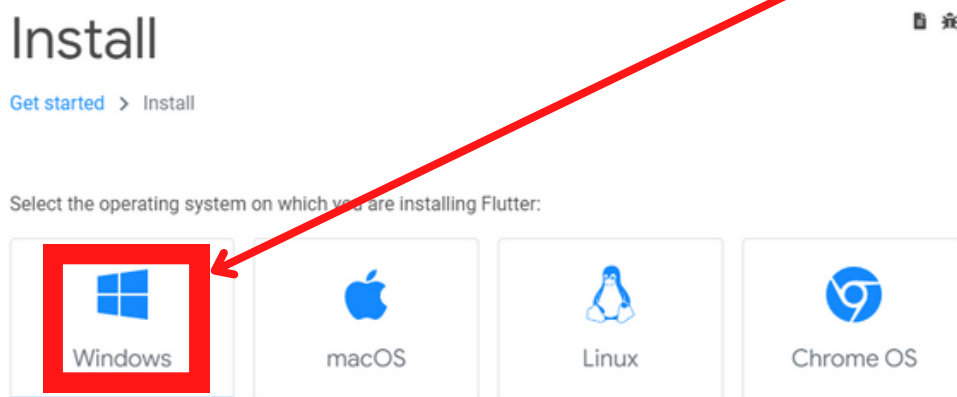 Install
Get started > Install
Select the operating system on which you are installing Flutter:
Windows macOS Linux Chrome OS